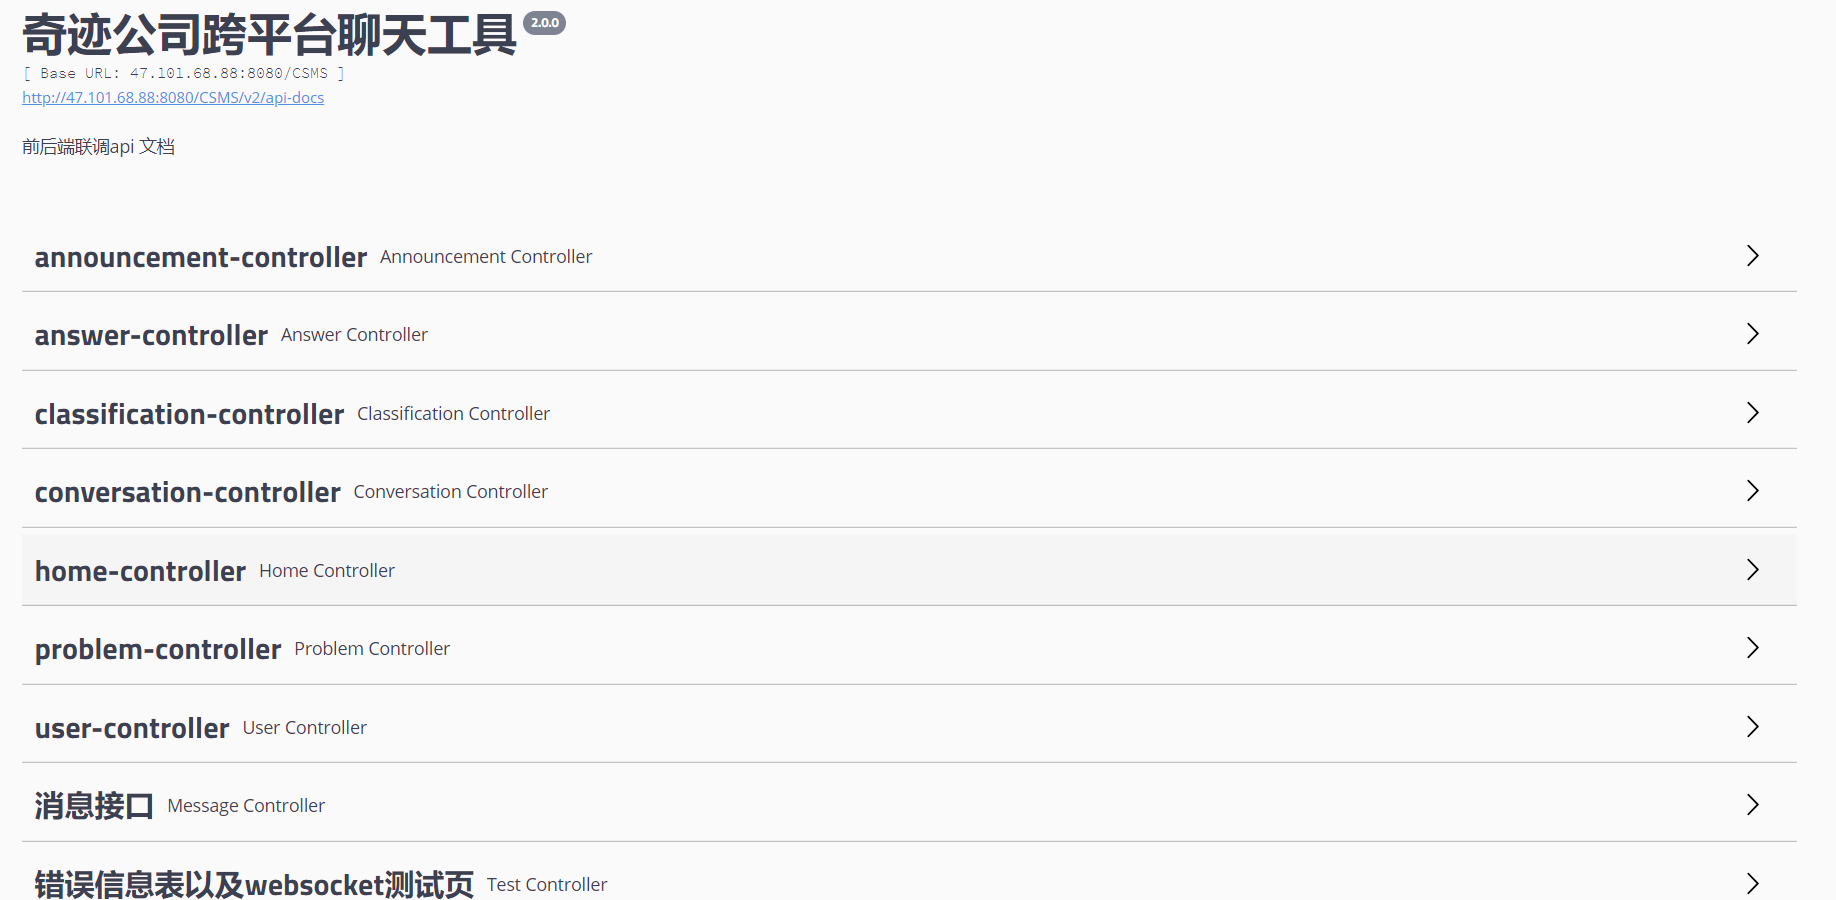 奇迹公司跨平台聊天工具 2.0.0
[ Base URL: 47.101.68.88:8080/CSMS ]
http://47.101.68.88:8080/CSMS/v2/api-docs
前后端联调api 文档
announcement-controller Announcement Controller
answer-controller Answer Controller
classification-controller Classification Controller
conversation-controller Conversation Controller
home-controller Home Controller
problem-controller Problem Controller
user-controller User Controller
消息接口 Message Controller
错误信息表以及websocket测试页 Test Controller